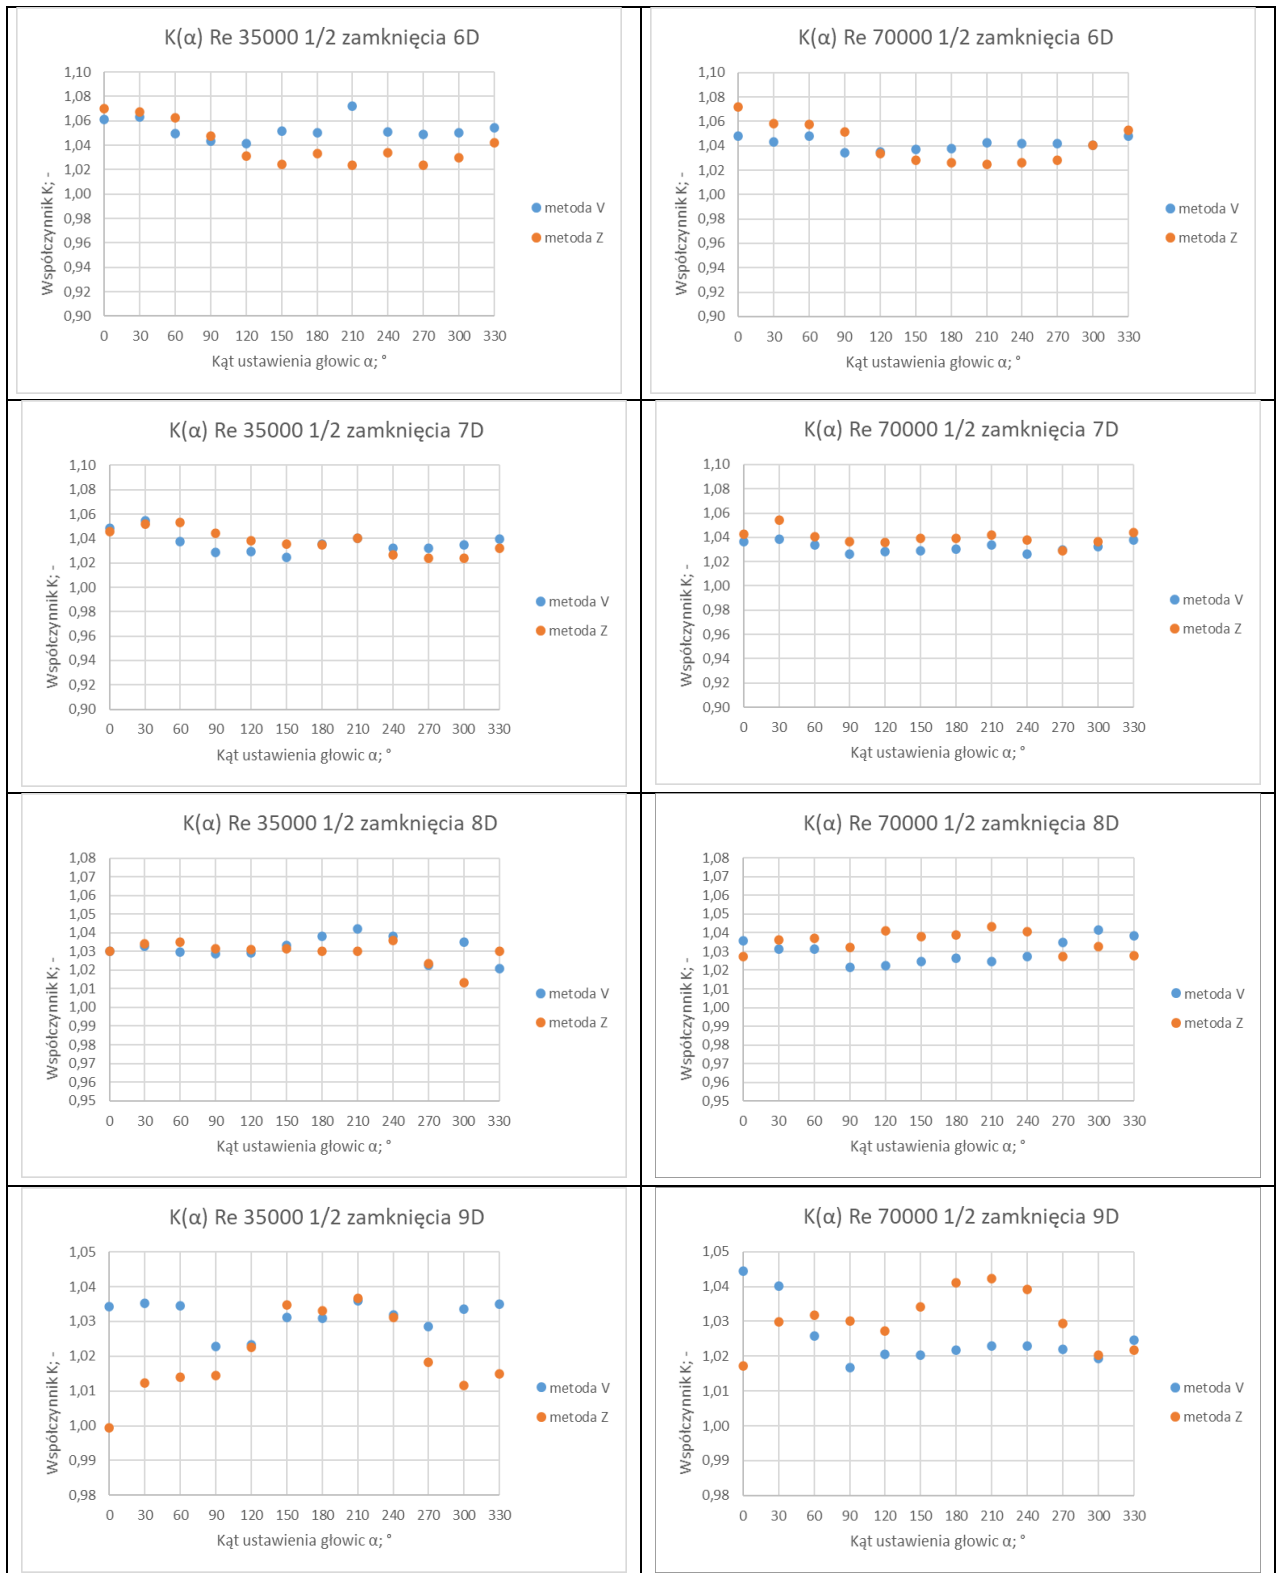 K(α) Re 35000 1/2 zamknięcia 6D
1,10
1,08
1,06
1,04
1,02
1,00
0,98
0,96
0,94
0,92
0,90
0 30 60 90 120 150 180 210 240 270 300 330
Współczynnik K; -
Kąt ustawienia głowic α; °
metoda V
metoda Z
K(α) Re 70000 1/2 zamknięcia 6D
1,10
1,08
1,06
1,04
1,02
1,00
0,98
0,96
0,94
0,92
0,90
0 30 60 90 120 150 180 210 240 270 300 330
Współczynnik K; -
Kąt ustawienia głowic α; °
metoda V
metoda Z
K(α) Re 35000 1/2 zamknięcia 7D
1,10
1,08
1,06
1,04
1,02
1,00
0,98
0,96
0,94
0,92
0,90
0 30 60 90 120 150 180 210 240 270 300 330
Współczynnik K; -
Kąt ustawienia głowic α; °
metoda V
metoda Z
K(α) Re 70000 1/2 zamknięcia 7D
1,10
1,08
1,06
1,04
1,02
1,00
0,98
0,96
0,94
0,92
0,90
0 30 60 90 120 150 180 210 240 270 300 330
Współczynnik K; -
Kąt ustawienia głowic α; °
metoda V
metoda Z
K(α) Re 35000 1/2 zamknięcia 8D
1,08
1,07
1,06
1,05
1,04
1,03
1,02
1,01
1,00
0,99
0,98
0,97
0,96
0,95
0 30 60 90 120 150 180 210 240 270 300 330
Współczynnik K; -
Kąt ustawienia głowic α; °
metoda V
metoda Z
K(α) Re 70000 1/2 zamknięcia 8D
1,08
1,07
1,06
1,05
1,04
1,03
1,02
1,01
1,00
0,99
0,98
0,97
0,96
0,95
0 30 60 90 120 150 180 210 240 270 300 330
Współczynnik K; -
Kąt ustawienia głowic α; °
metoda V
metoda Z
K(α) Re 35000 1/2 zamknięcia 9D
1,05
1,04
1,03
1,02
1,01
1,00
0,99
0,98
0 30 60 90 120 150 180 210 240 270 300 330
Współczynnik K; -
Kąt ustawienia głowic α; °
metoda V
metoda Z
K(α) Re 70000 1/2 zamknięcia 9D
1,05
1,04
1,03
1,02
1,01
1,00
0,99
0,98
0 30 60 90 120 150 180 210 240 270 300 330
Współczynnik K; -
Kąt ustawienia głowic α; °
metoda V
metoda Z